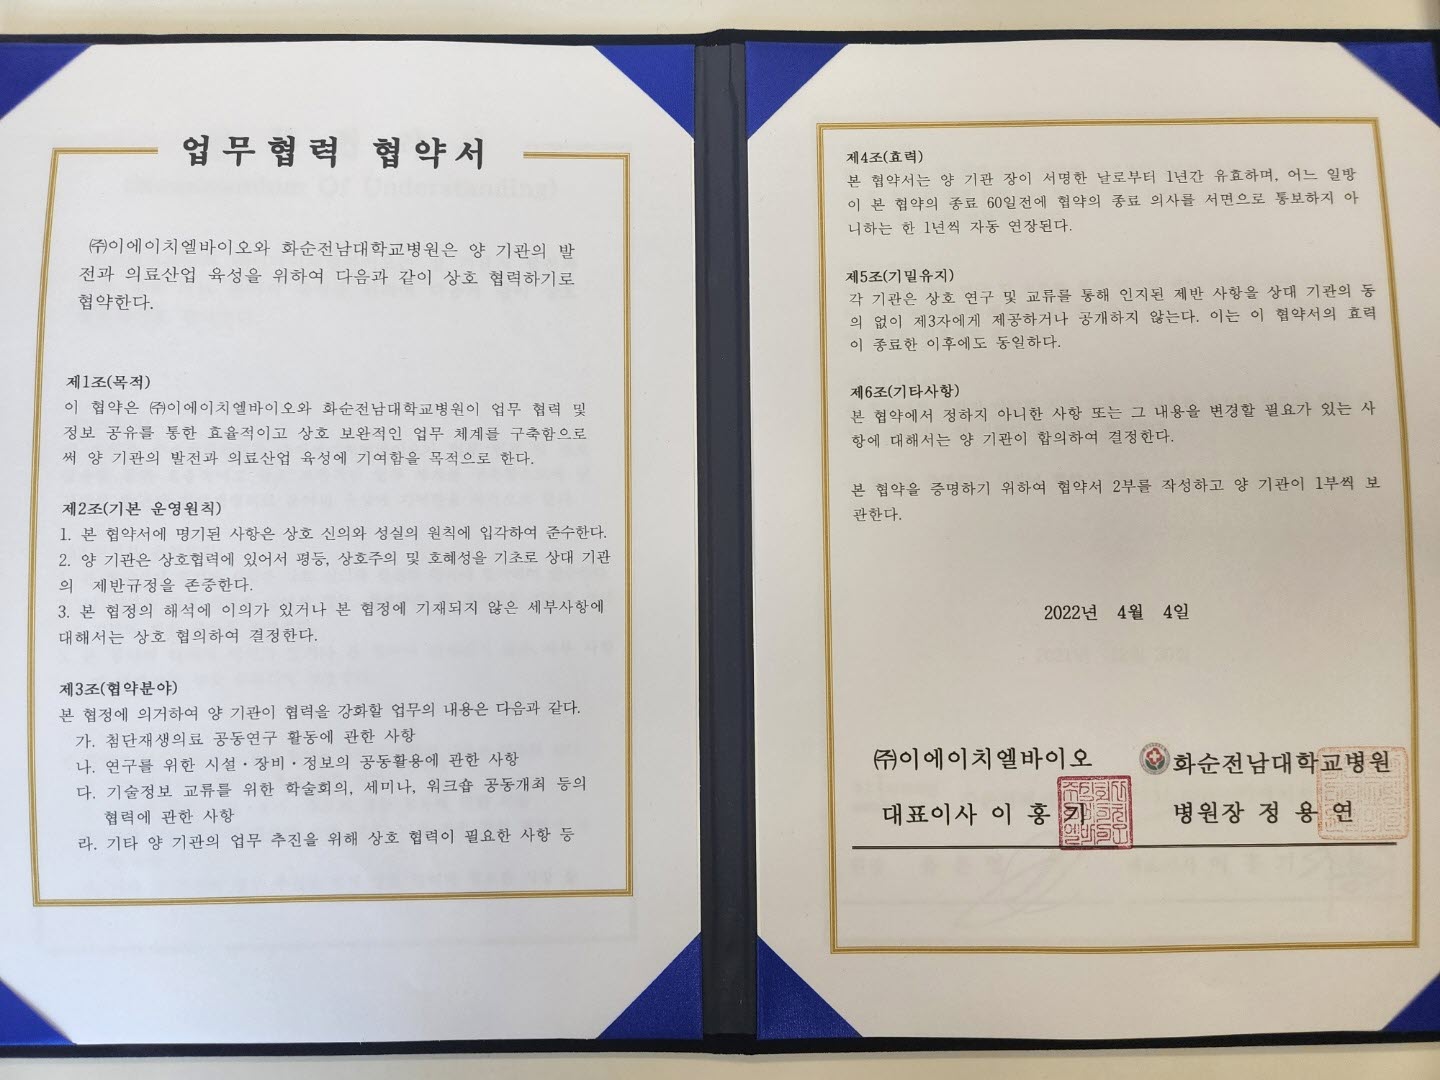 업무협력 협약서
㈜이에이치엘바이오와 화순전남대학교병원은 양 기관의 발
전과 의료산업 육성을 위하여 다음과 같이 상호 협력하기로
협약한다.
제1조(목적)
이 협약은 ㈜이에이치엘바이오와 화순전남대학교병원이 업무 협력 및
정보 공유를 통한 효율적이고 상호 보완적인 업무 체계를 구축함으로
써 양 기관의 발전과 의료산업 육성에 기여함을 목적으로 한다.
제2조(기본 운영원칙)
1. 본 협약서에 명기된 사항은 상호 신의와 성실의 원칙에 입각하여 준수한다.
2. 양 기관은 상호협력에 있어서 평등, 상호주의 및 호혜성을 기초로 상대 기관
의 제반규정을 존중한다.
3. 본 협정의 해석에 이의가 있거나 본 협정에 기재되지 않은 세부사항에
대해서는 상호 협의하여 결정한다.
제3조(협약분야)
본 협정에 의거하여 양 기관이 협력을 강화할 업무의 내용은 다음과 같다.
가. 첨단재생의료 공동연구 활동에 관한 사항
나. 연구를 위한 시설・장비・정보의 공동활용에 관한 사항
다. 기술정보 교류를 위한 학술회의, 세미나, 워크숍 공동개최 등의
협력에 관한 사항
라. 기타 양 기관의 업무 추진을 위해 상호 협력이 필요한 사항 등
제4조(효력)
본 협약서는 양 기관 장이 서명한 날로부터 1년간 유효하며, 어느 일방
이 본 협약의 종료 60일전에 협약의 종료 의사를 서면으로 통보하지 아
니하는 한 1년씩 자동 연장된다.
제5조(기밀유지)
각 기관은 상호 연구 및 교류를 통해 인지된 제반 사항을 상대 기관의 동
의 없이 제3자에게 제공하거나 공개하지 않는다. 이는 이 협약서의 효력
이 종료한 이후에도 동일하다.
제6조(기타사항)
본 협약에서 정하지 아니한 사항 또는 그 내용을 변경할 필요가 있는 사
항에 대해서는 양 기관이 합의하여 결정한다.
본 협약을 증명하기 위하여 협약서 2부를 작성하고 양 기관이 1부씩 보
관한다.
2022년 4월 4일
㈜이에이치엘바이오
대표이사 이 홍 기
화순전남대학교병원
병원장 정 용 연